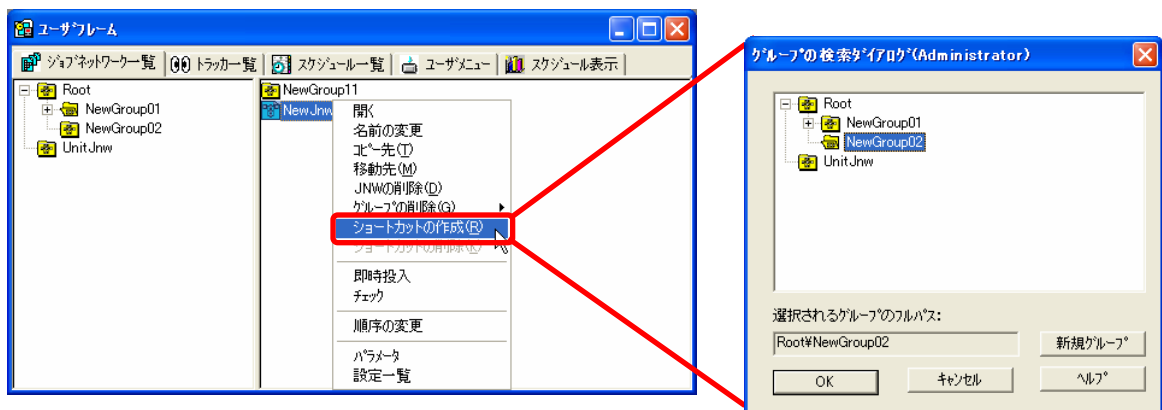 ユーザフレーム
ｼﾞｮﾌﾞﾈｯﾄﾜｰｸ一覧 ﾄﾗｯｶ一覧 ｽｹｼﾞｭｰﾙ一覧 ﾕｰｻﾞﾒﾆｭｰ ｽｹｼﾞｭｰﾙ表示
Root
NewGroup01
NewGroup02
UnitJnw
NewGroup11
NewJnw
開く
名前の変更
ｺﾋﾟｰ先(T)
移動先(M)
JNWの削除(D)
ｸﾞﾙｰﾌﾟの削除(G)
ショートカットの作成(R)
ショートカットの削除(K)
即時投入
ﾁｪｯｸ
順序の変更
ﾊﾟﾗﾒｰﾀ
設定一覧
ｸﾞﾙｰﾌﾟの検索ﾀﾞｲｱﾛｸﾞ(Administrator)
Root
NewGroup01
NewGroup02
UnitJnw
選択されるｸﾞﾙｰﾌﾟのﾌﾙﾊﾟｽ:
Root¥NewGroup02
新規ｸﾞﾙｰﾌﾟ
OK ｷｬﾝｾﾙ ﾍﾙﾌﾟ